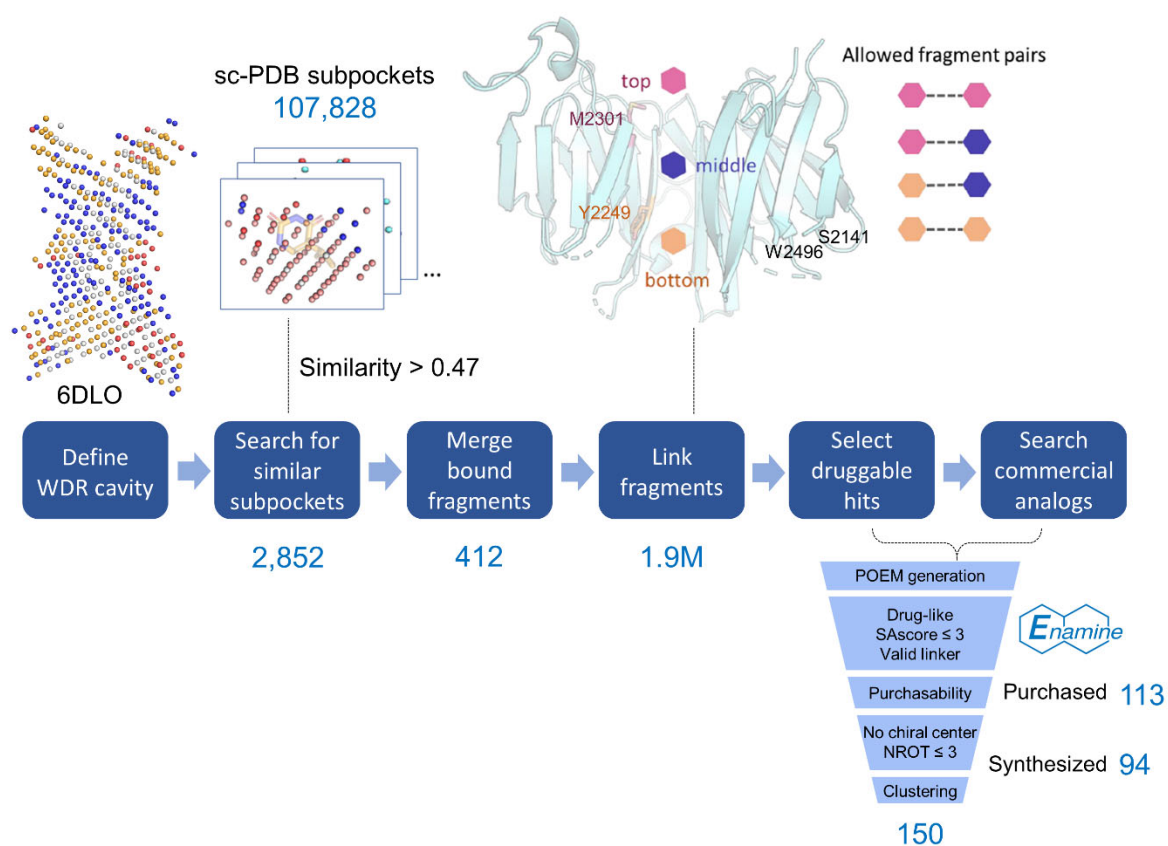 sc-PDB subpockets
107,828
...
6DLO
Similarity > 0.47
top
M2301
middle
Y2249
bottom
W2496
S2141
Allowed fragment pairs
Define
WDR cavity
Search for
similar
subpockets
Merge
bound
fragments
Link
fragments
Select
druggable
hits
Search
commercial
analogs
2,852
412
1.9M
POEM generation
Drug-like
SAscore ≤ 3
Valid linker
Enamine
Purchasability
Purchased 113
No chiral center
NROT ≤ 3
Synthesized 94
Clustering
150